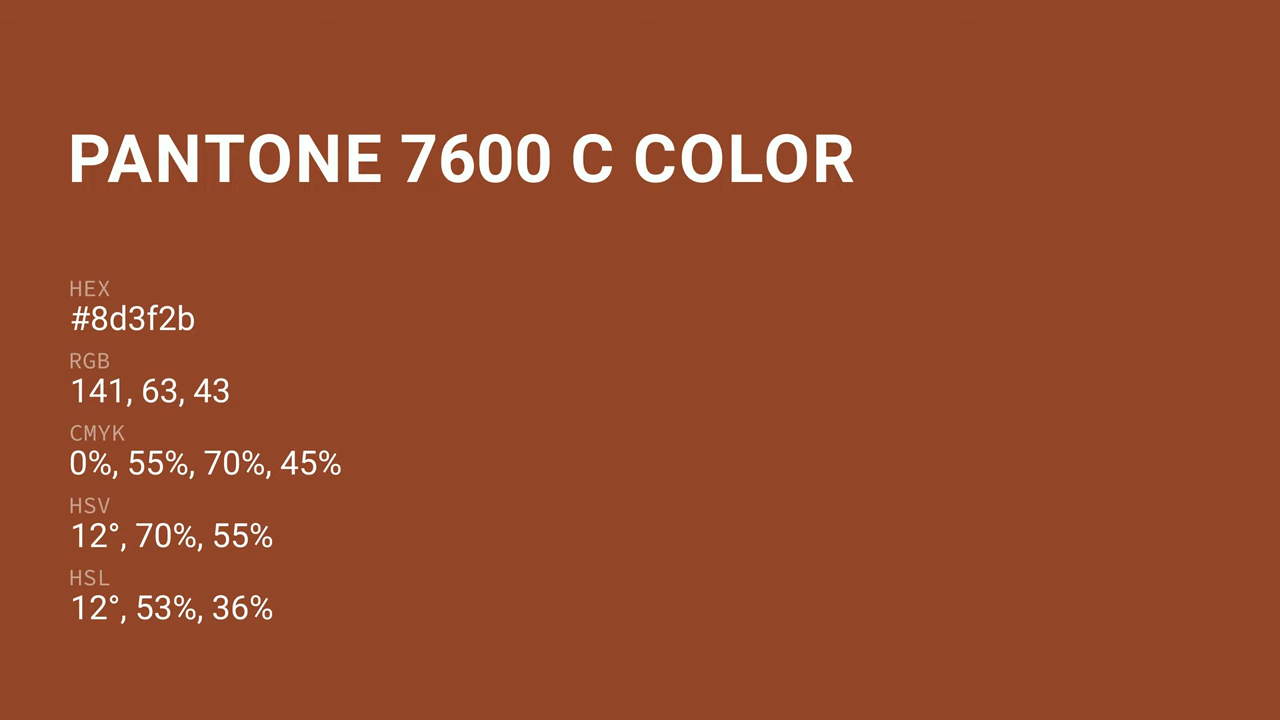 PANTONE 7600 C COLOR
HEX
#8d3f2b
RGB
141, 63, 43
CMYK
0%, 55%, 70%, 45%
HSV
12°, 70%, 55%
HSL
12°, 53%, 36%